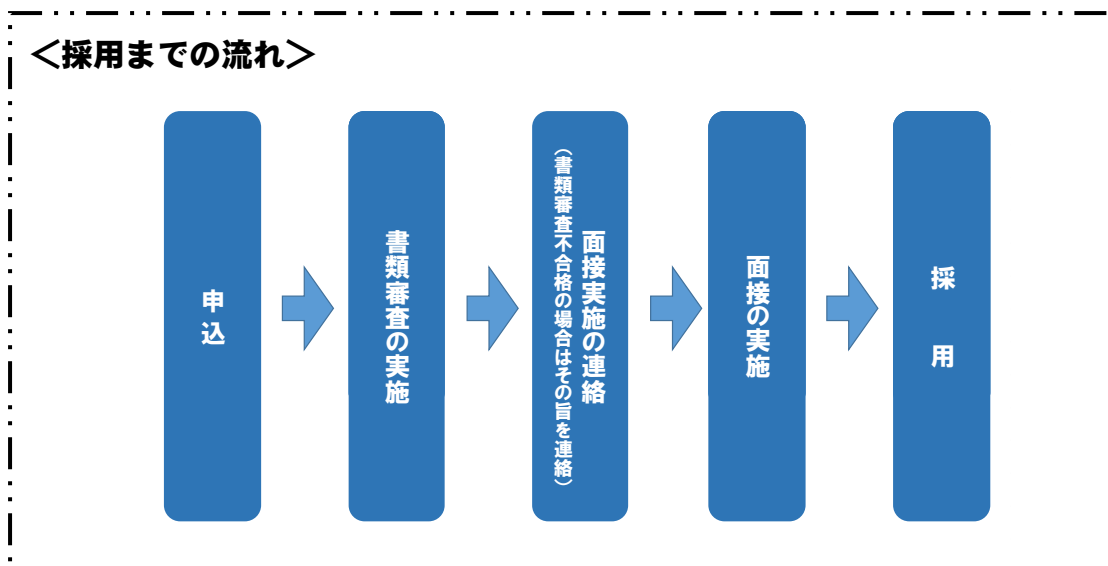 ＜採用までの流れ＞
申込
書類審査の実施
面接実施の連絡
（書類審査不合格の場合はその旨を連絡）
面接の実施
採用